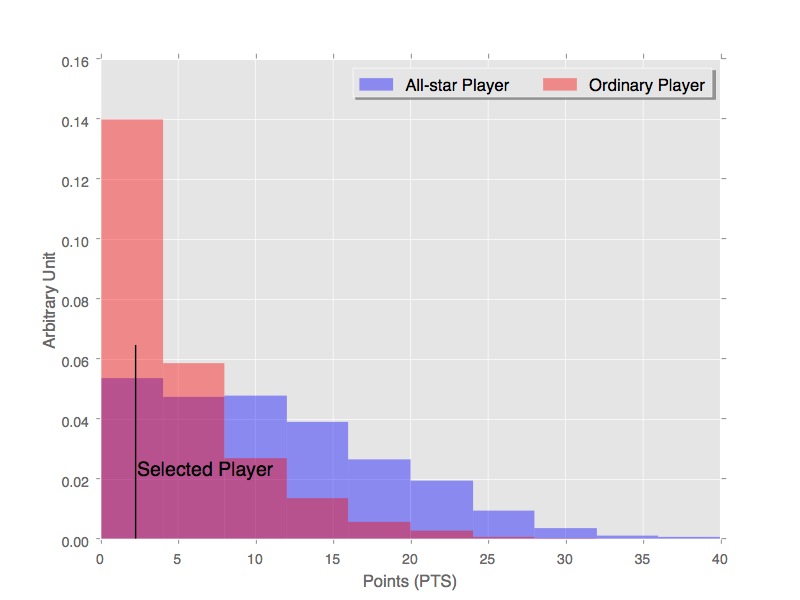 0.16
All-star Player Ordinary Player
0.14
0.12
0.10
0.08
0.06
0.04
0.02
0.00
Arbitrary Unit
Selected Player
0 5 10 15 20 25 30 35 40
Points (PTS)